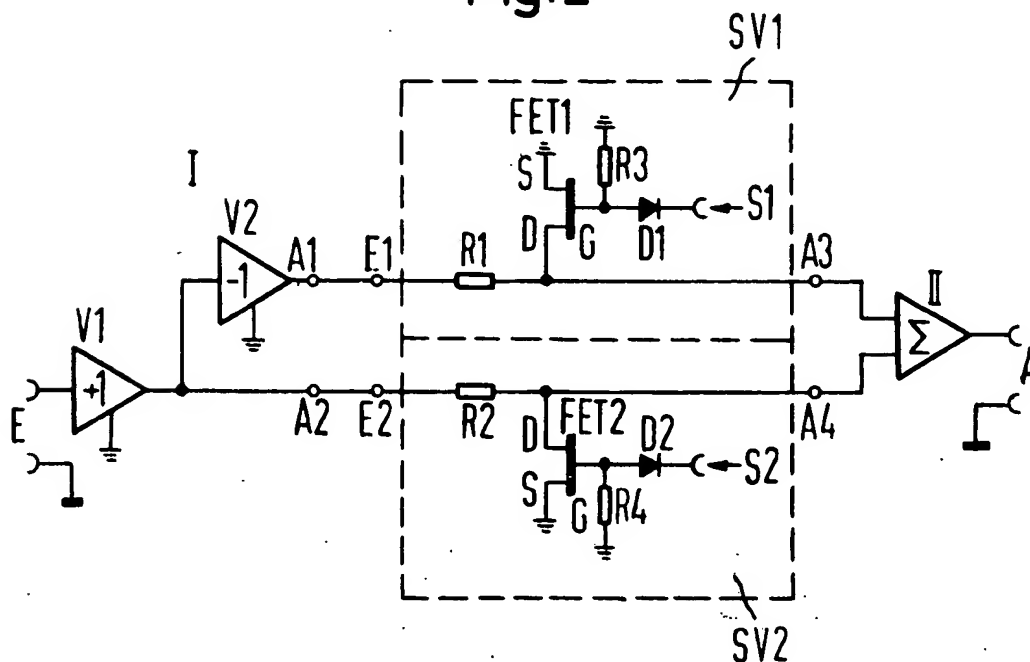 SV1
FET1
I
S
R3
S1
V2
D
G
D1
A1
E1
R1
A3
II
-1
V1
Σ
+1
A
E
A2
E2
R2
D
FET2
D2
A4
S2
S
G
R4
SV2